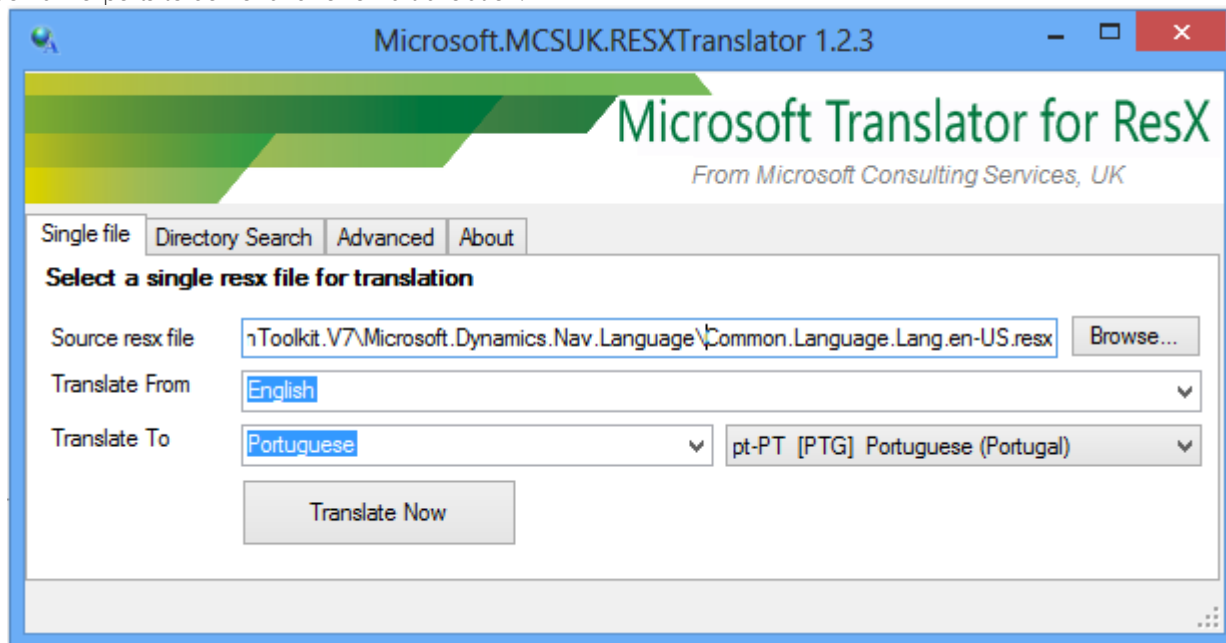 Microsoft.MCSUK.RESXTranslator 1.2.3
Microsoft Translator for ResX
From Microsoft Consulting Services, UK
Single file Directory Search Advanced About
Select a single resx file for translation
Source resx file nToolkit.V7\Microsoft.Dynamics.Nav.Language\Common.Language.Lang.en-US.resx Browse...
Translate From English
Translate To Portuguese pt-PT [PTG] Portuguese (Portugal)
Translate Now